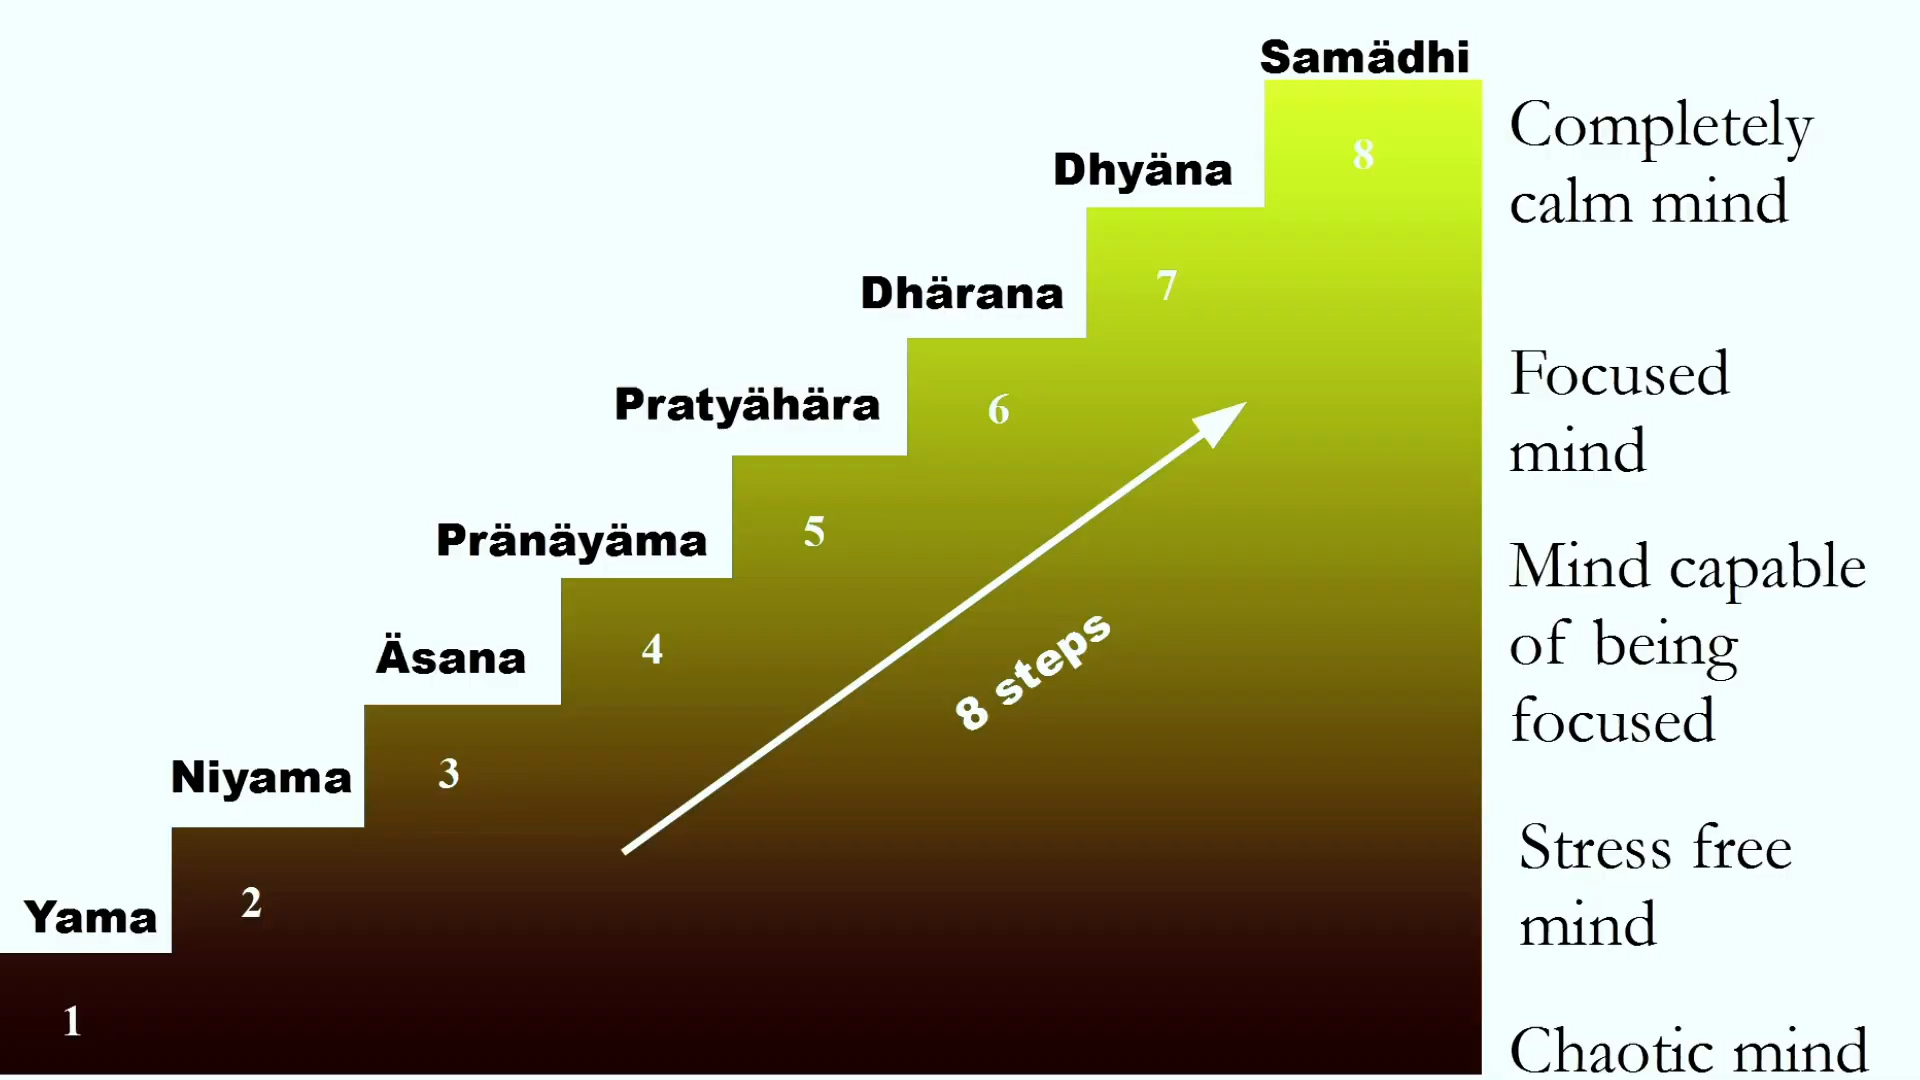 Samädhi
8
Completely
calm mind
Dhyäna
7
Dhärana
6
Focused
mind
Pratyähära
5
Pränäyäma
4
Mind capable
of being
focused
8 steps
Äsana
3
Niyama
2
Stress free
mind
Yama
1
Chaotic mind